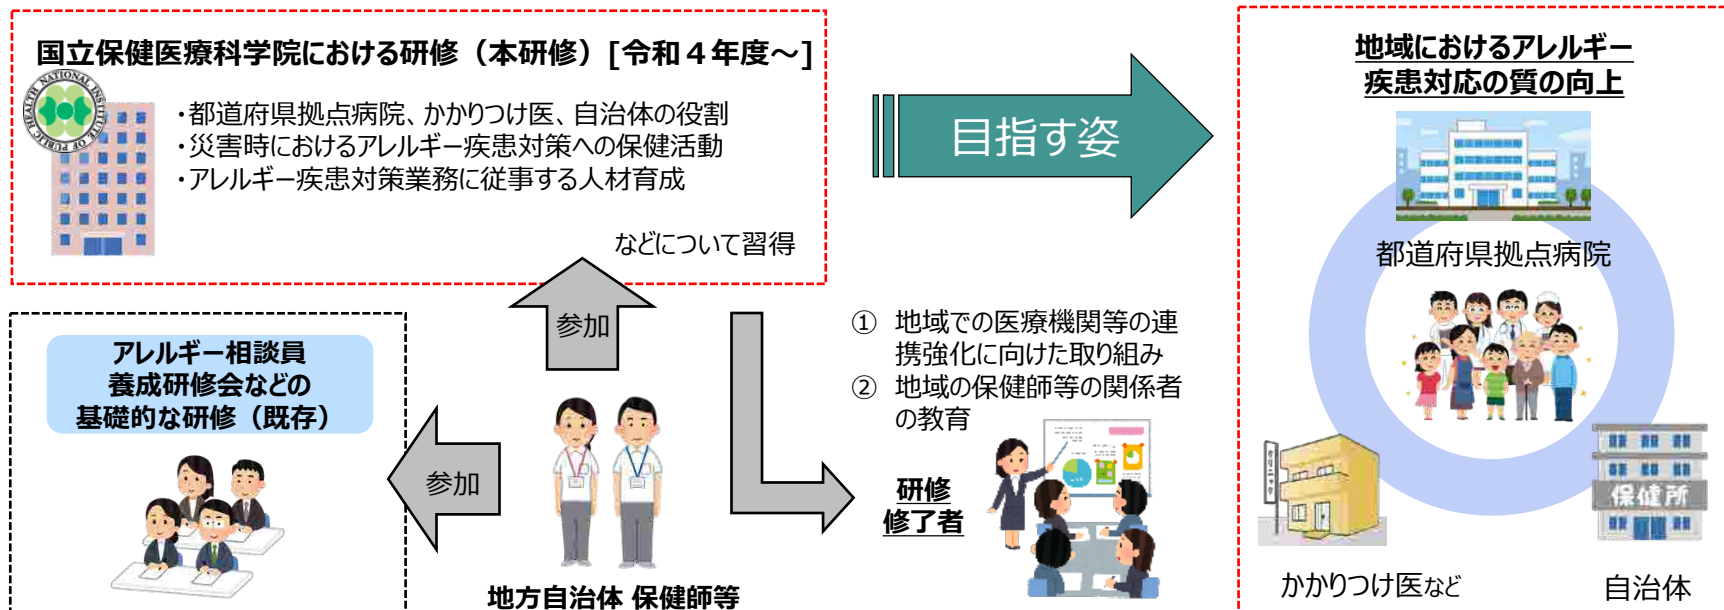 国立保健医療科学院における研修（本研修）[令和４年度～]
NATIONAL INSTITUTE OF PUBLIC HEALTH
・都道府県拠点病院、かかりつけ医、自治体の役割
・災害時におけるアレルギー疾患対策への保健活動
・アレルギー疾患対策業務に従事する人材育成
などについて習得
目指す姿
地域におけるアレルギー
疾患対応の質の向上
都道府県拠点病院
クリニック
保健所
かかりつけ医など
自治体
参加
アレルギー相談員
養成研修会などの
基礎的な研修（既存）
参加
地方自治体 保健師等
① 地域での医療機関等の連
携強化に向けた取り組み
② 地域の保健師等の関係者
の教育
研修
修了者